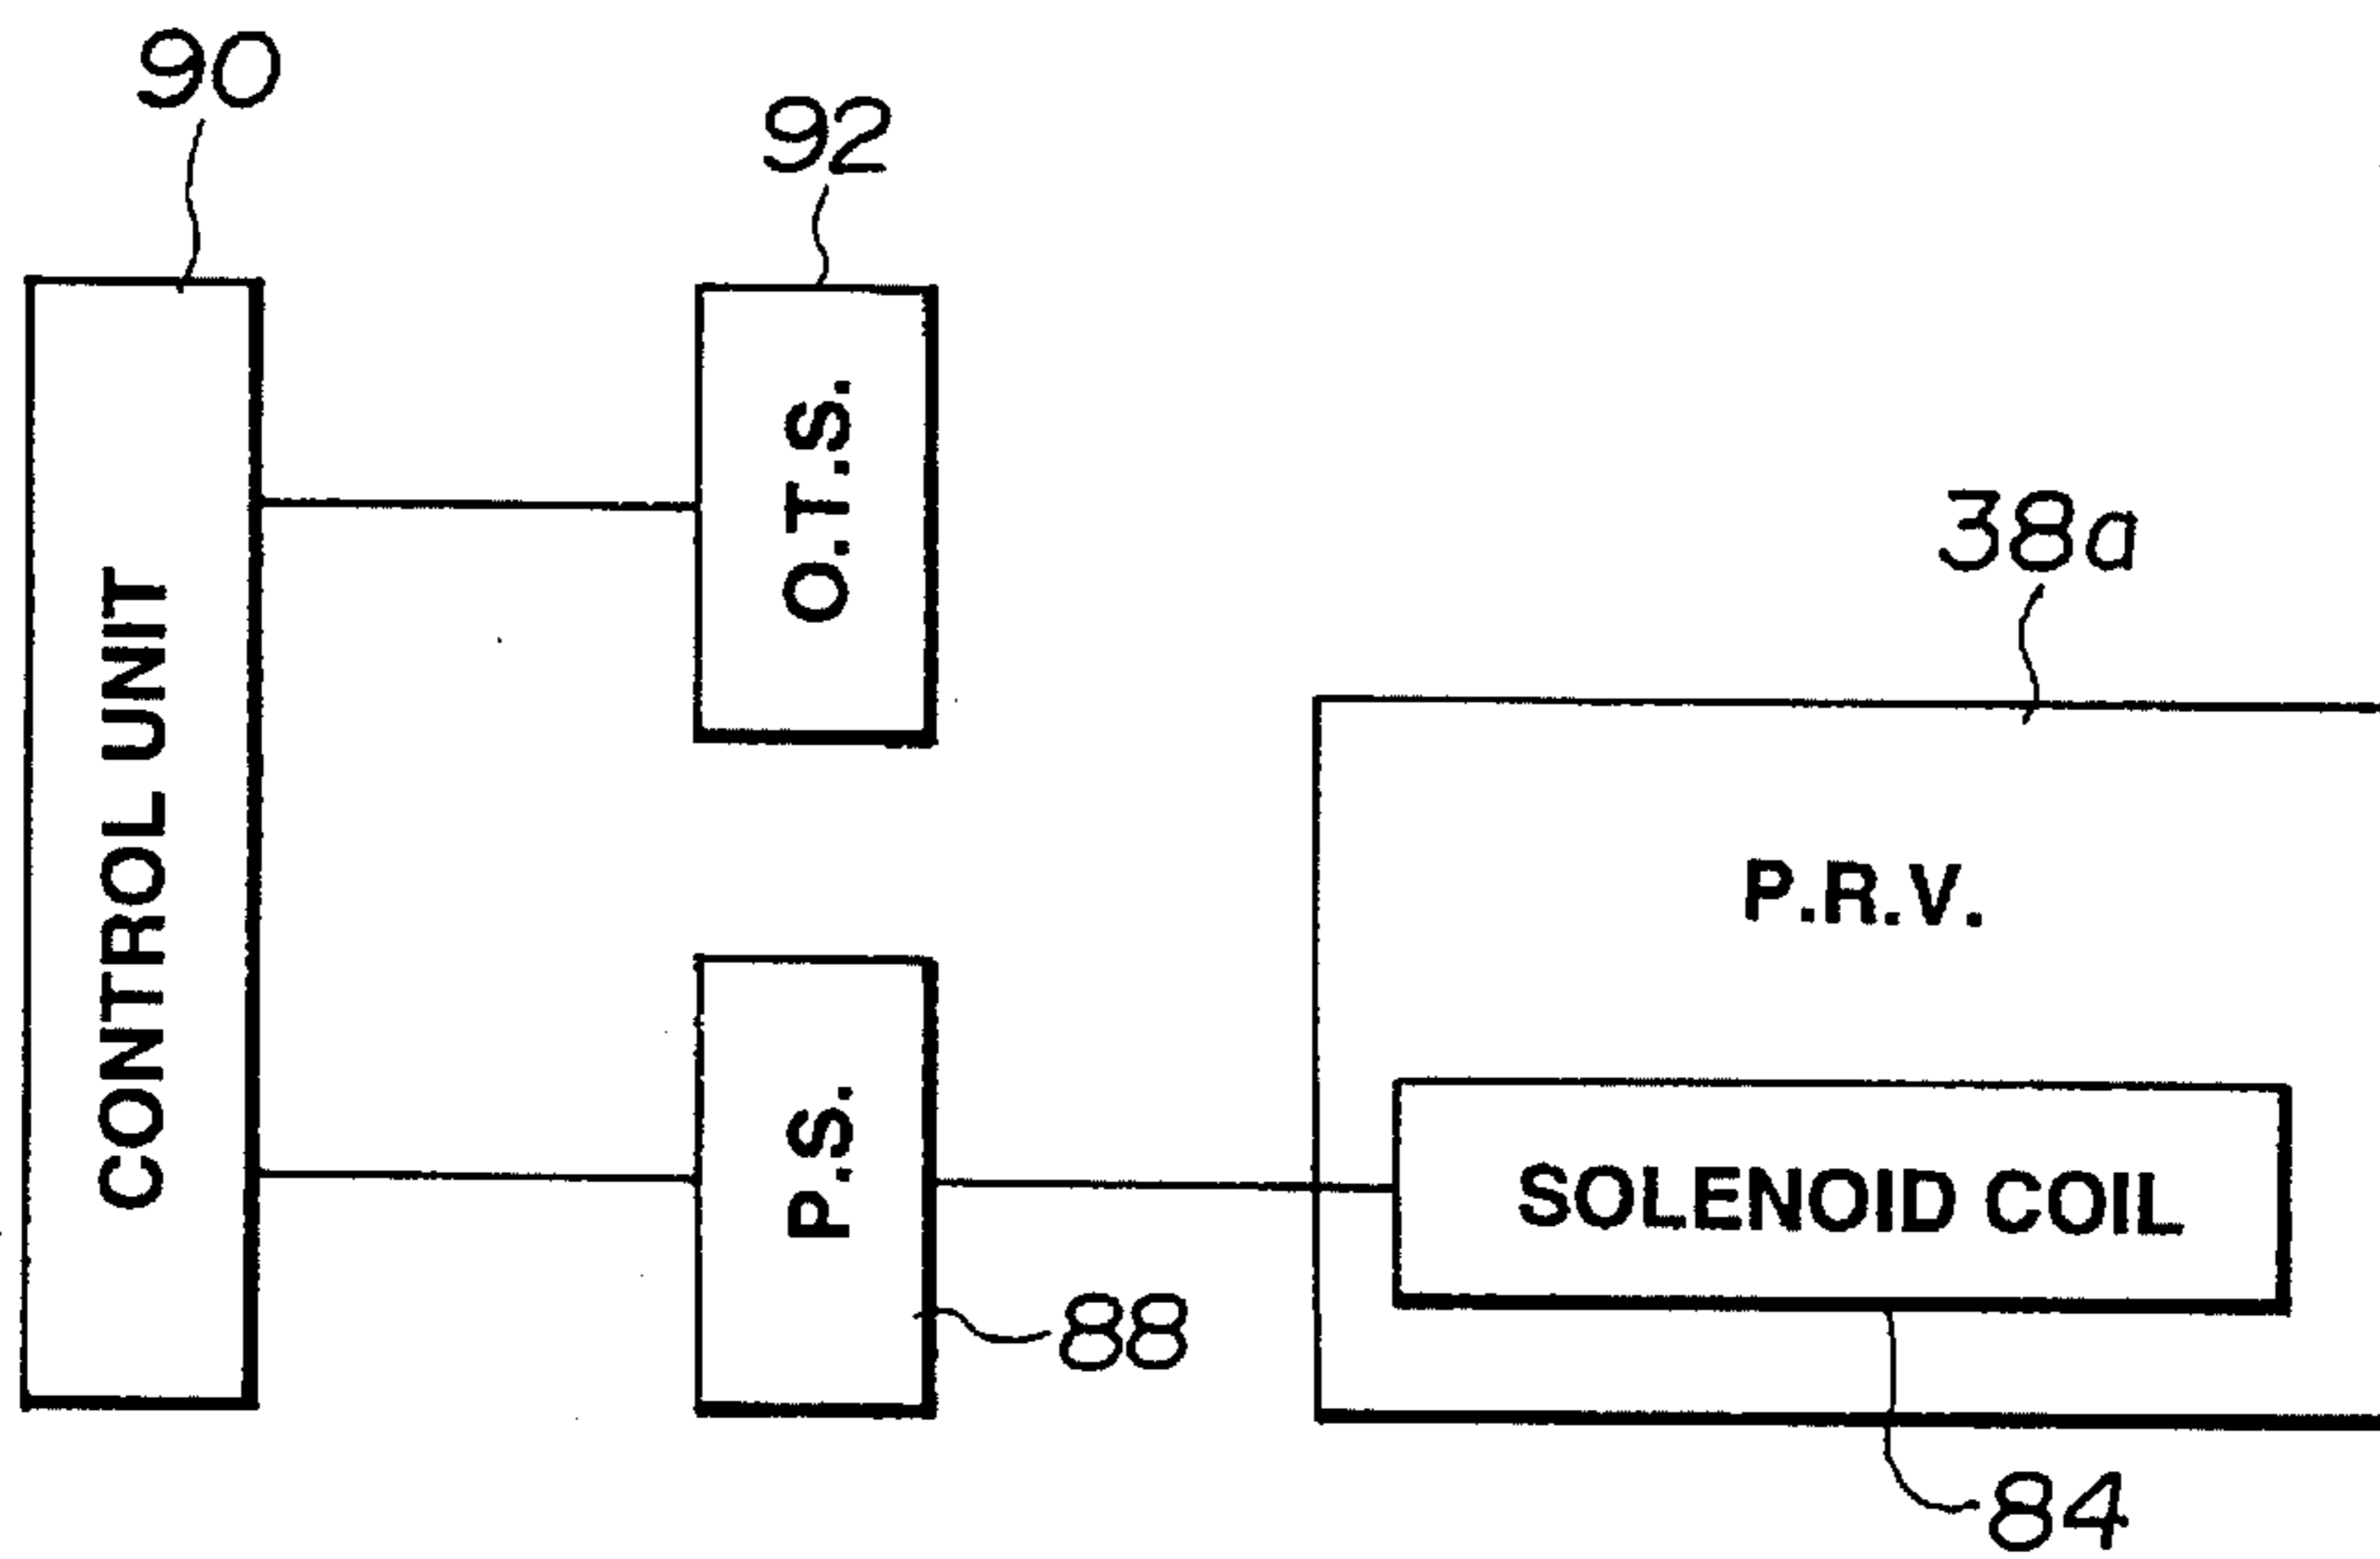 90
92
O.T.S.
38a
CONTROL UNIT
P.R.V.
P.S.
SOLENOID COIL
88
84